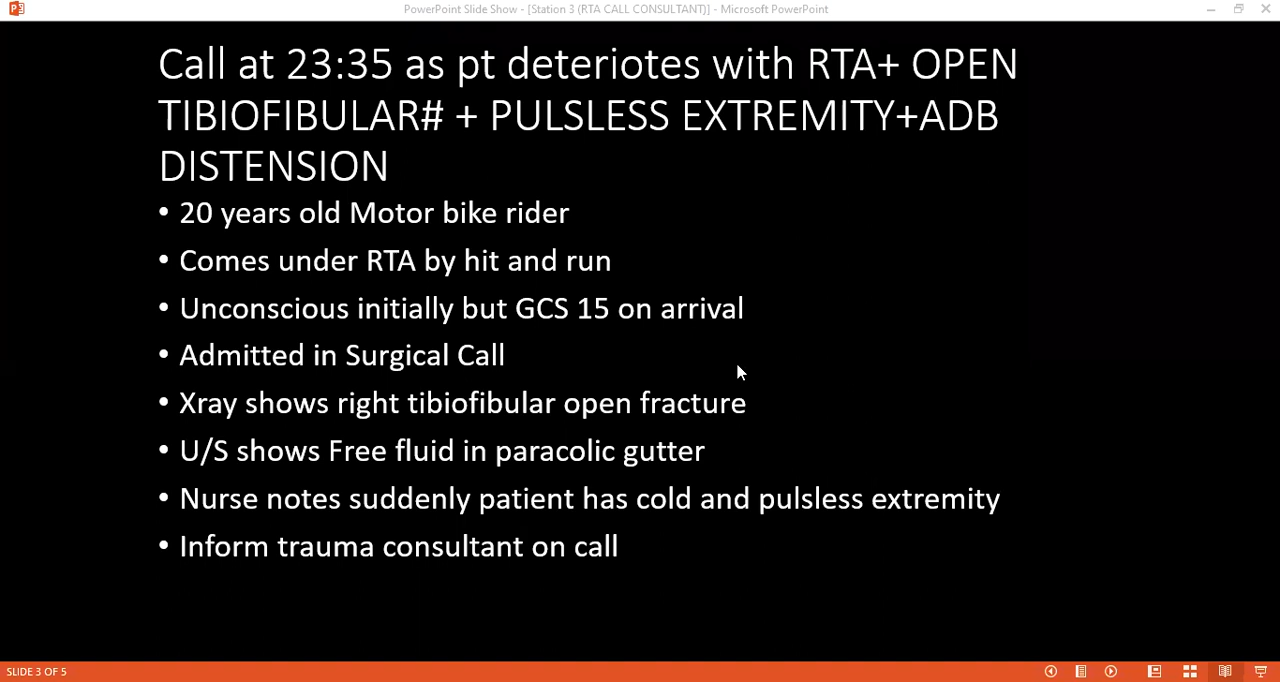 PowerPoint Slide Show - [Station 3 (RTA CALL CONSULTANT)] - Microsoft PowerPoint
Call at 23:35 as pt deteriotes with RTA+ OPEN
TIBIOFIBULAR# + PULSLESS EXTREMITY+ADB
DISTENSION
• 20 years old Motor bike rider
• Comes under RTA by hit and run
• Unconscious initially but GCS 15 on arrival
• Admitted in Surgical Call
• Xray shows right tibiofibular open fracture
• U/S shows Free fluid in paracolic gutter
• Nurse notes suddenly patient has cold and pulsless extremity
• Inform trauma consultant on call
SLIDE 3 OF 5